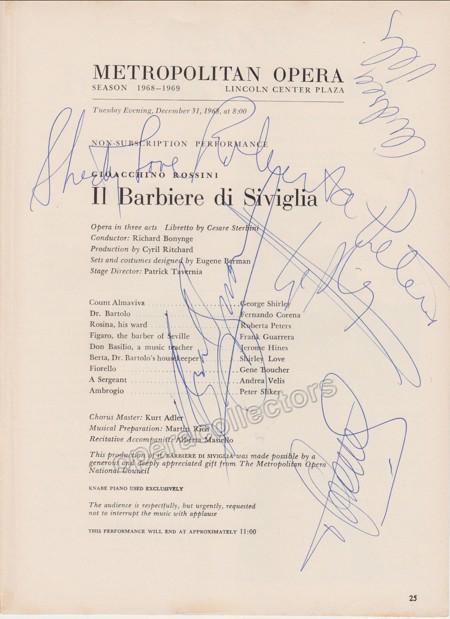 METROPOLITAN OPERA
SEASON 1968–1969 LINCOLN CENTER PLAZA
Tuesday Evening, December 31, 1968, at 8:00
NON-SUBSCRIPTION PERFORMANCE
Shirley Love Roberta Peters
GIOACCHINO ROSSINI
Il Barbiere di Siviglia
Opera in three acts Libretto by Cesare Sterbini
Conductor: Richard Bonynge
Production by Cyril Ritchard
Sets and costumes designed by Eugene Berman
Stage Director: Patrick Tavernia
Count Almaviva George Shirley
Dr. Bartolo Fernando Corena
Rosina, his ward Roberta Peters
Figaro, the barber of Seville Frank Guarrera
Don Basilio, a music teacher Jerome Hines
Berta, Dr. Bartolo's housekeeper Shirley Love
Fiorello Gene Boucher
A Sergeant Andrea Velis
Ambrogio Peter Sliker
operacollectors
Chorus Master: Kurt Adler
Musical Preparation: Martin Rich
Recitative Accompanist: Alberta Masiello
This production of IL BARBIERE DI SIVIGLIA was made possible by a
generous and deeply appreciated gift from The Metropolitan Opera
National Council
KNABE PIANO USED EXCLUSIVELY
The audience is respectfully, but urgently, requested
not to interrupt the music with applause
THIS PERFORMANCE WILL END AT APPROXIMATELY 11:00
25